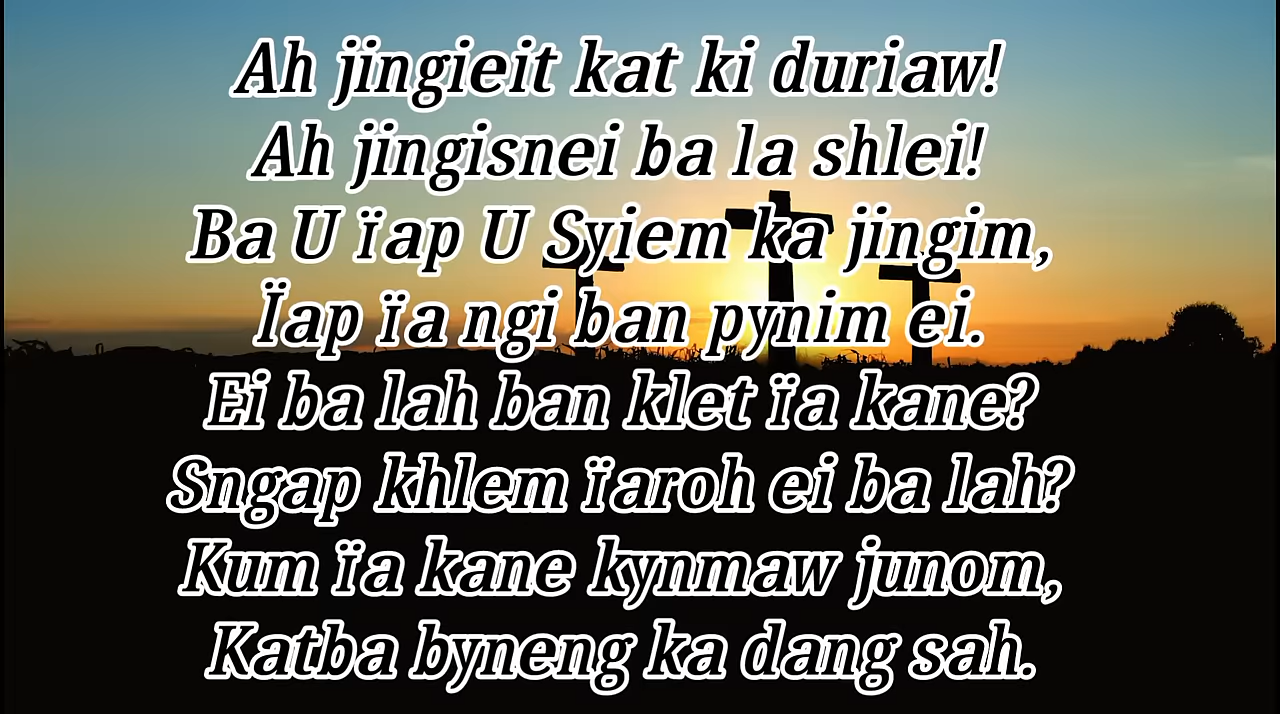 Ah jingieit kat ki duriaw!
Ah jingisnei ba la shlei!
Ba U ïap U Syiem ka jingim,
Ïap ïa ngi ban pynim ei.
Ei ba lah ban klet ïa kane?
Sngap khlem ïaroh ei ba lah?
Kum ïa kane kynmaw junom,
Katba byneng ka dang sah.